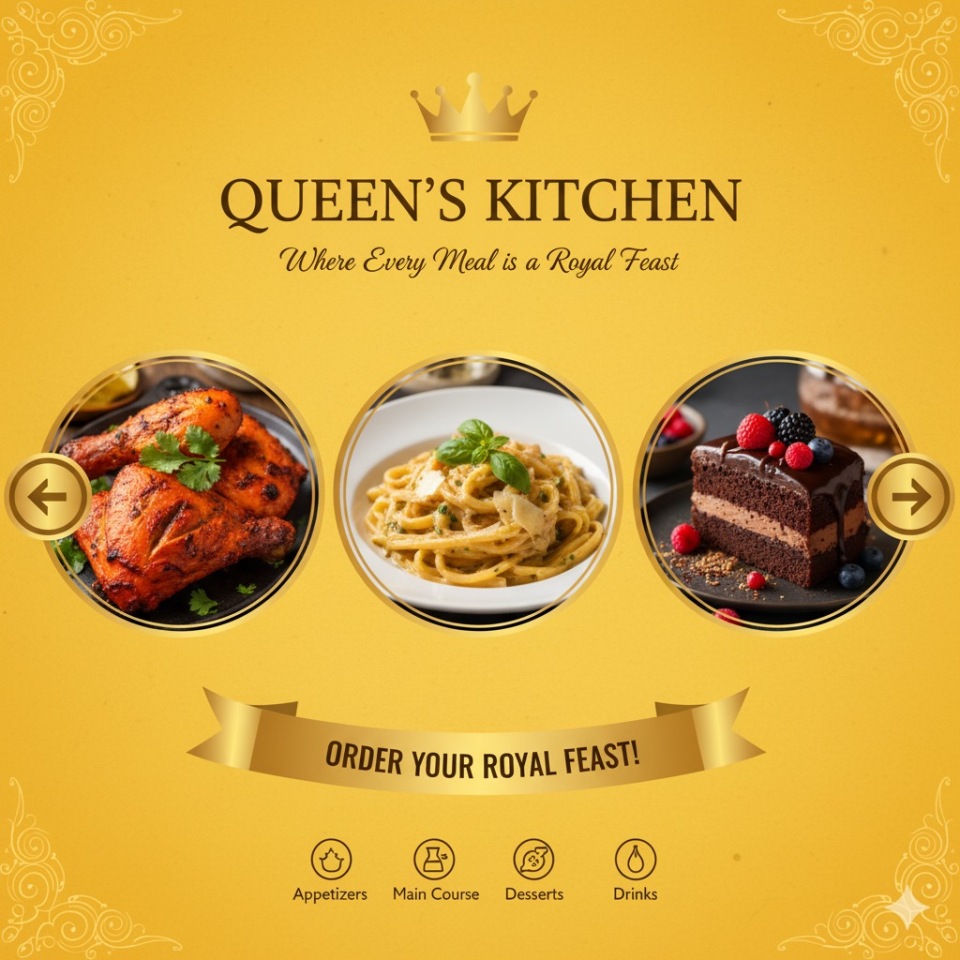 QUEEN’S KITCHEN
Where Every Meal is a Royal Feast
ORDER YOUR ROYAL FEAST!
Appetizers Main Course Desserts Drinks